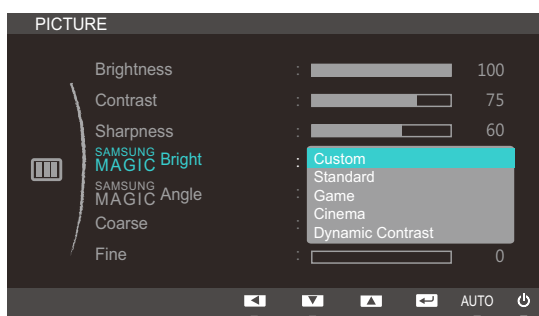 PICTURE
Brightness : 100
Contrast : 75
Sharpness : 60
SAMSUNG MAGIC Bright : Custom
Standard
SAMSUNG MAGIC Angle : Game
Cinema
Coarse : Dynamic Contrast
Fine : 0
AUTO